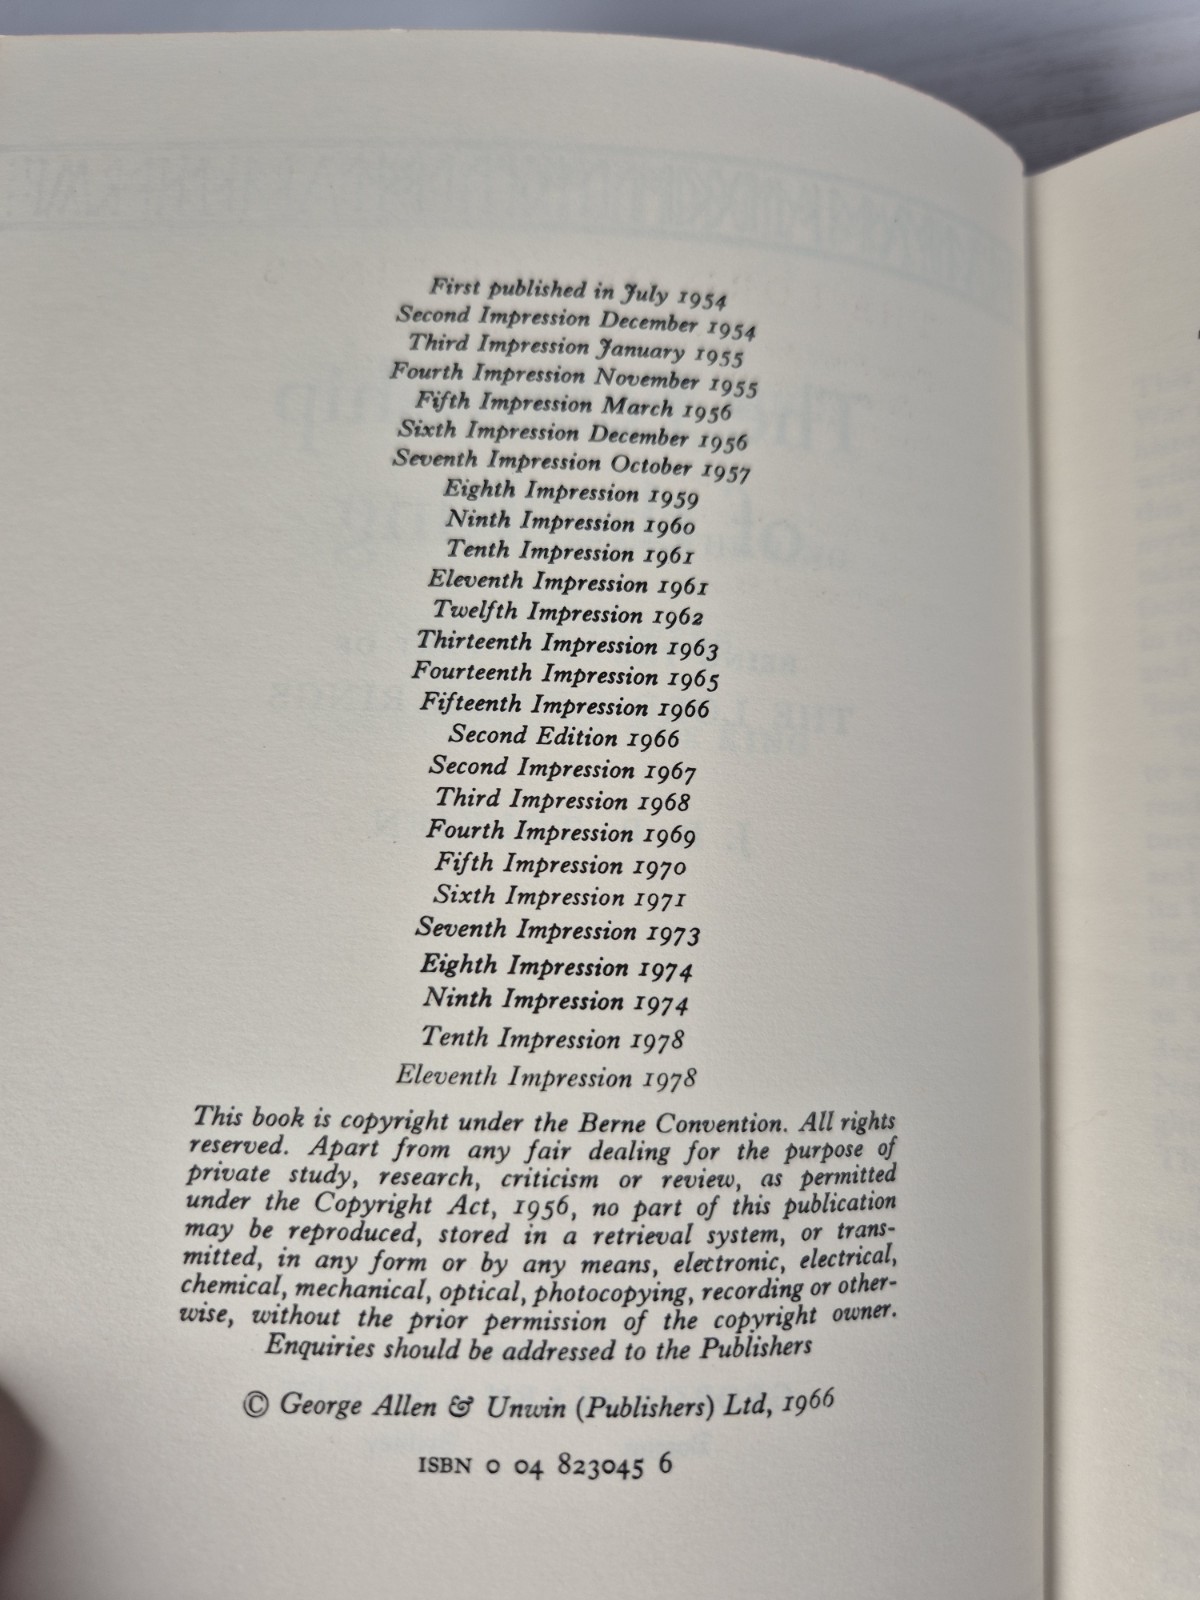 First published in July 1954
Second Impression December 1954
Third Impression January 1955
Fourth Impression November 1955
Fifth Impression March 1956
Sixth Impression December 1956
Seventh Impression October 1957
Eighth Impression 1959
Ninth Impression 1960
Tenth Impression 1961
Eleventh Impression 1961
Twelfth Impression 1962
Thirteenth Impression 1963
Fourteenth Impression 1965
Fifteenth Impression 1966
Second Edition 1966
Second Impression 1967
Third Impression 1968
Fourth Impression 1969
Fifth Impression 1970
Sixth Impression 1971
Seventh Impression 1973
Eighth Impression 1974
Ninth Impression 1974
Tenth Impression 1978
Eleventh Impression 1978
This book is copyright under the Berne Convention. All rights
reserved. Apart from any fair dealing for the purpose of
private study, research, criticism or review, as permitted
under the Copyright Act, 1956, no part of this publication
may be reproduced, stored in a retrieval system, or trans-
mitted, in any form or by any means, electronic, electrical,
chemical, mechanical, optical, photocopying, recording or other-
wise, without the prior permission of the copyright owner.
Enquiries should be addressed to the Publishers
© George Allen & Unwin (Publishers) Ltd, 1966
ISBN 0 04 823045 6